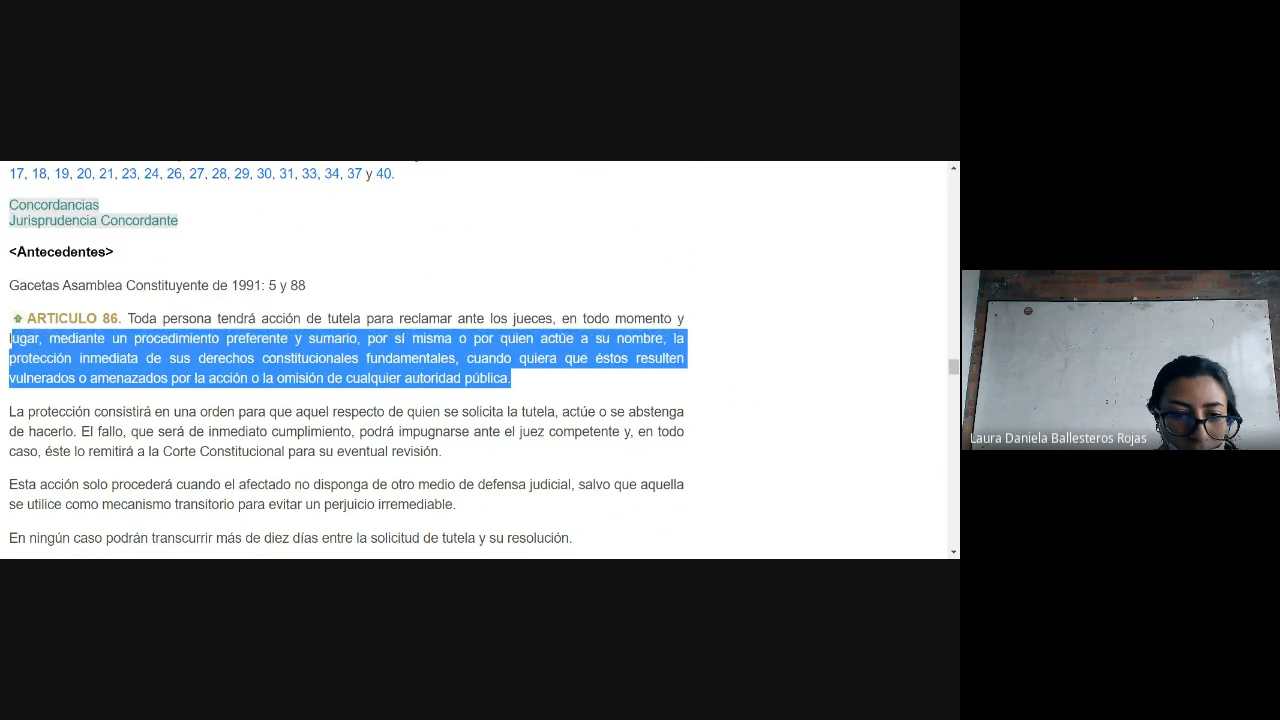 17, 18, 19, 20, 21, 23, 24, 26, 27, 28, 29, 30, 31, 33, 34, 37 y 40.
Concordancias
Jurisprudencia Concordante
<Antecedentes>
Gacetas Asamblea Constituyente de 1991: 5 y 88
ARTICULO 86. Toda persona tendrá acción de tutela para reclamar ante los jueces, en todo momento y
lugar, mediante un procedimiento preferente y sumario, por sí misma o por quien actúe a su nombre, la
protección inmediata de sus derechos constitucionales fundamentales, cuando quiera que éstos resulten
vulnerados o amenazados por la acción o la omisión de cualquier autoridad pública.
La protección consistirá en una orden para que aquel respecto de quien se solicita la tutela, actúe o se abstenga
de hacerlo. El fallo, que será de inmediato cumplimiento, podrá impugnarse ante el juez competente y, en todo
caso, éste lo remitirá a la Corte Constitucional para su eventual revisión.
Esta acción solo procederá cuando el afectado no disponga de otro medio de defensa judicial, salvo que aquella
se utilice como mecanismo transitorio para evitar un perjuicio irremediable.
En ningún caso podrán transcurrir más de diez días entre la solicitud de tutela y su resolución.
Laura Daniela Ballesteros Rojas